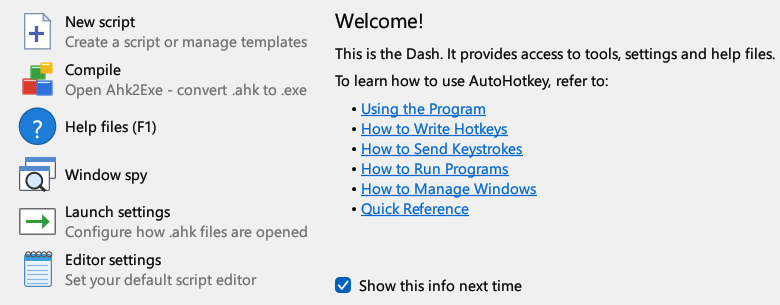 New script
Create a script or manage templates
Compile
Open Ahk2Exe - convert .ahk to .exe
Help files (F1)
Window spy
Launch settings
Configure how .ahk files are opened
Editor settings
Set your default script editor
Welcome!
This is the Dash. It provides access to tools, settings and help files.
To learn how to use AutoHotkey, refer to:
• Using the Program
• How to Write Hotkeys
• How to Send Keystrokes
• How to Run Programs
• How to Manage Windows
• Quick Reference
Show this info next time